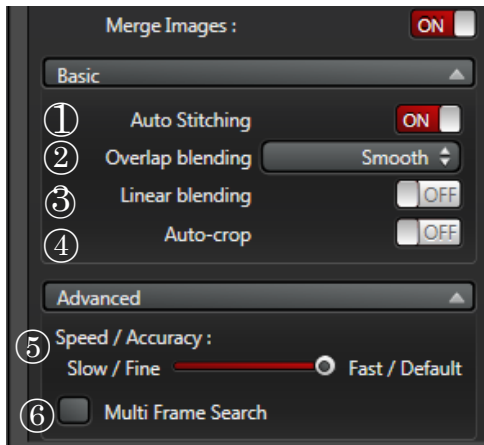 Merge Images : ON
Basic
① Auto Stitching ON
② Overlap blending Smooth
③ Linear blending OFF
④ Auto-crop OFF
Advanced
⑤ Speed / Accuracy :
Slow / Fine Fast / Default
⑥ Multi Frame Search